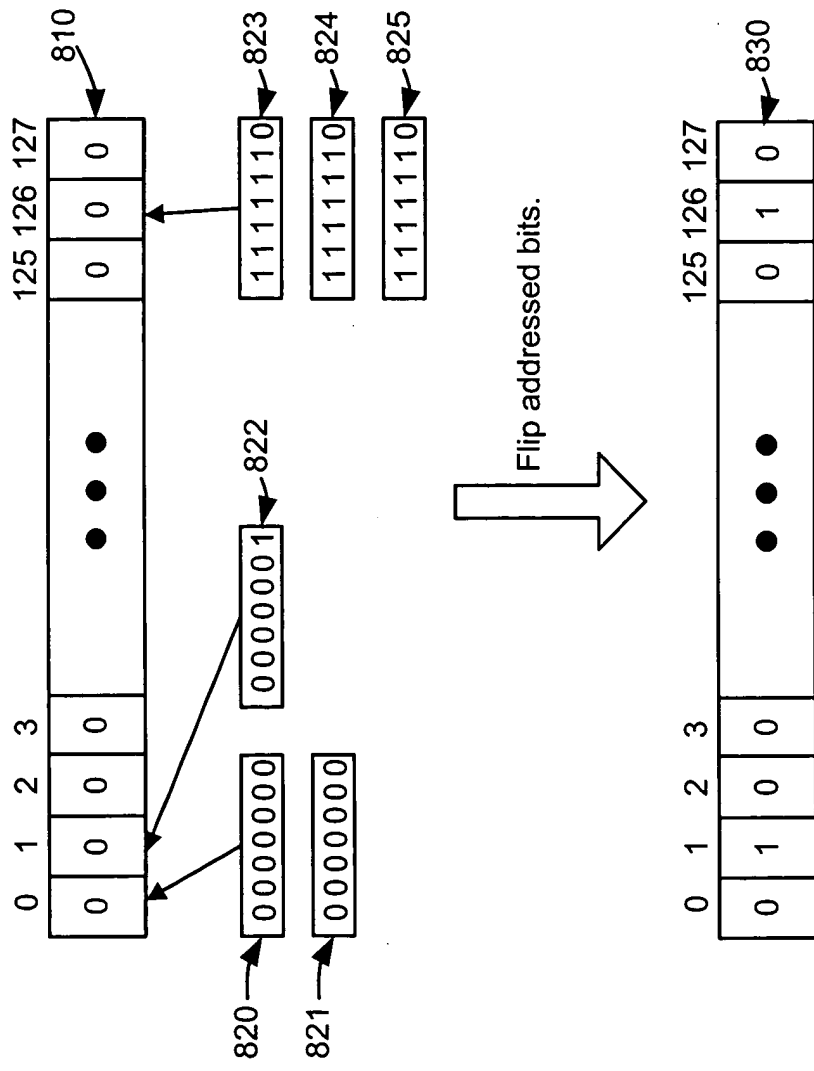 0 1 2 3 125 126 127
0 0 0 0 ● ● ● 0 0 0 810
820 0000000 0000001 822 1111110 823
821 0000000 1111110 824
1111110 825
Flip addressed bits.
0 1 2 3 125 126 127
0 1 0 0 ● ● ● 0 1 0 830